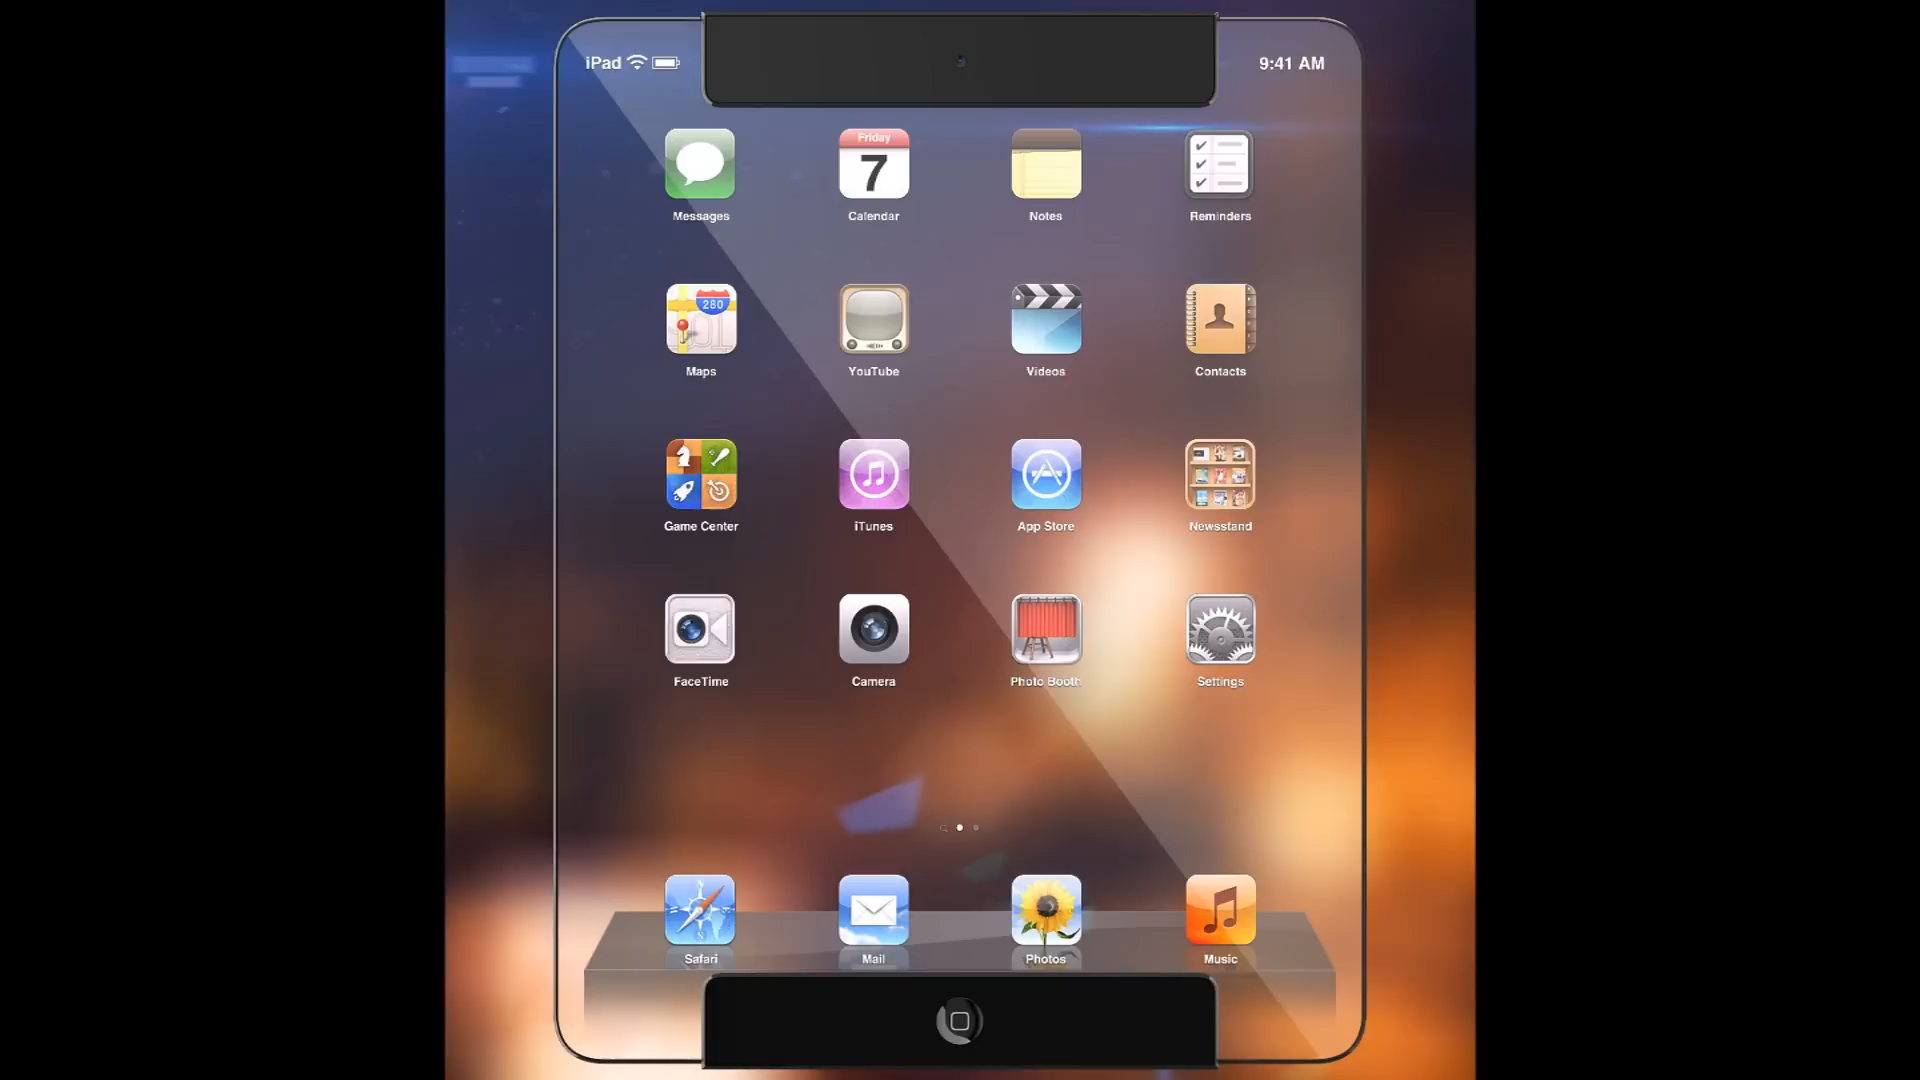 iPad
9:41 AM
Friday
7
Messages
Calendar
Notes
Reminders
280
Maps
YouTube
Videos
Contacts
Game Center
iTunes
App Store
Newsstand
FaceTime
Camera
Photo Booth
Settings
Safari
Mail
Photos
Music